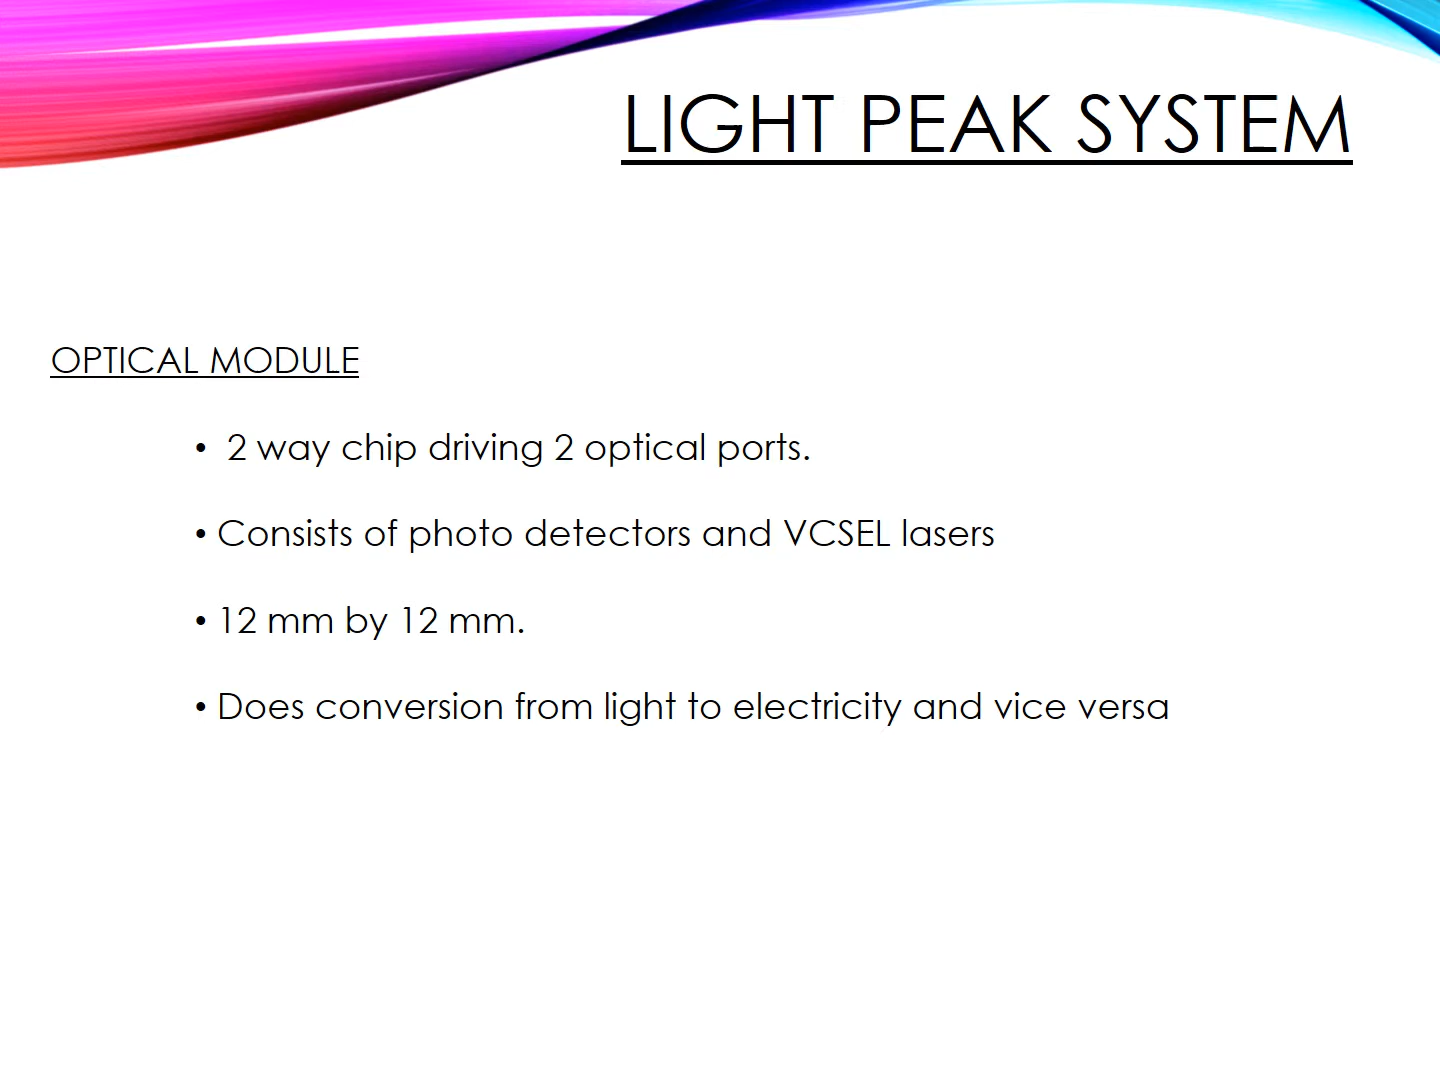 LIGHT PEAK SYSTEM
OPTICAL MODULE
• 2 way chip driving 2 optical ports.
• Consists of photo detectors and VCSEL lasers
• 12 mm by 12 mm.
• Does conversion from light to electricity and vice versa